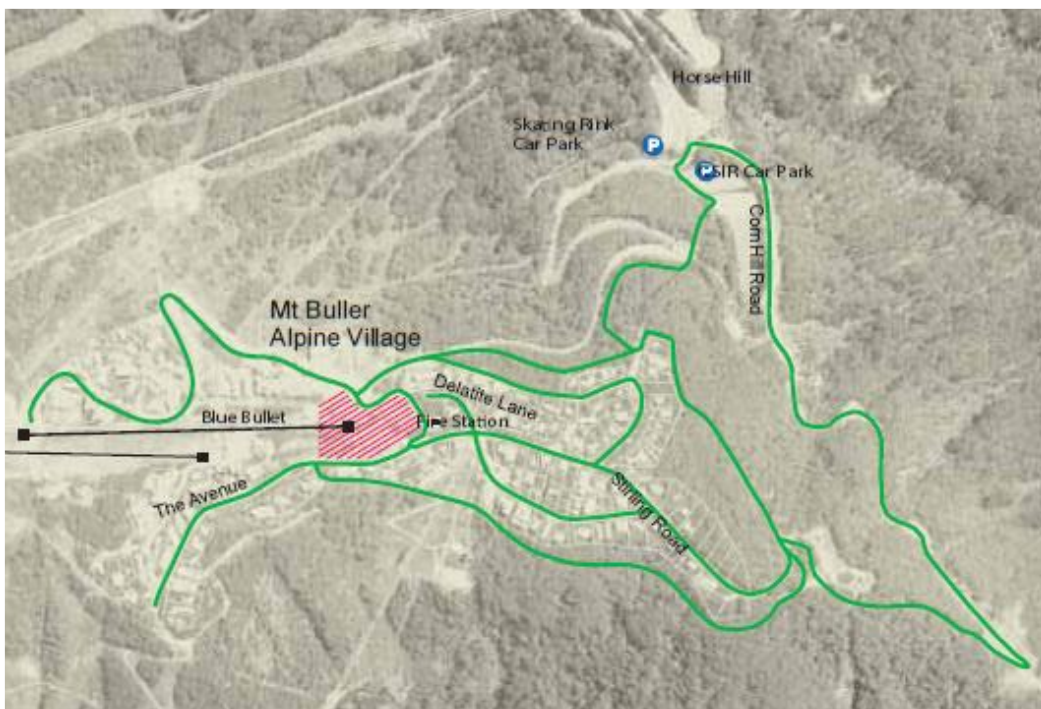 Horse Hill
Skating Rink
Car Park
P
P
SIR Car Park
Corn Hill Road
Mt Buller
Alpine Village
Delatite Lane
Blue Bullet
Fire Station
The Avenue
Stirling Road